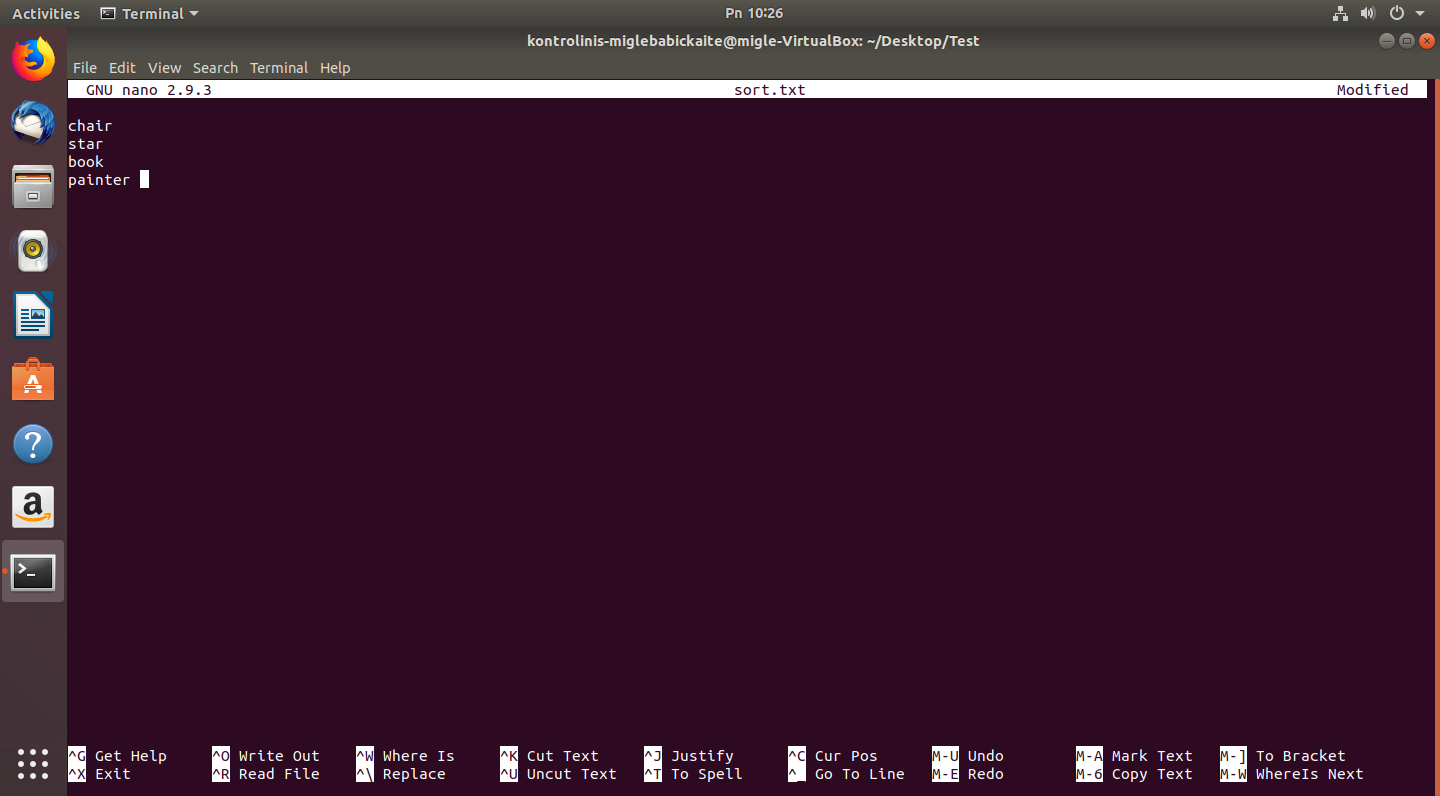 Activities Terminal Pn 10:26
kontrolinis-miglebabickaite@migle-VirtualBox: ~/Desktop/Test
File Edit View Search Terminal Help
GNU nano 2.9.3 sort.txt Modified
chair
star
book
painter
^G Get Help ^O Write Out ^W Where Is ^K Cut Text ^J Justify ^C Cur Pos M-U Undo M-A Mark Text M-] To Bracket
^X Exit ^R Read File ^\ Replace ^U Uncut Text ^T To Spell ^_ Go To Line M-E Redo M-6 Copy Text M-W WhereIs Next